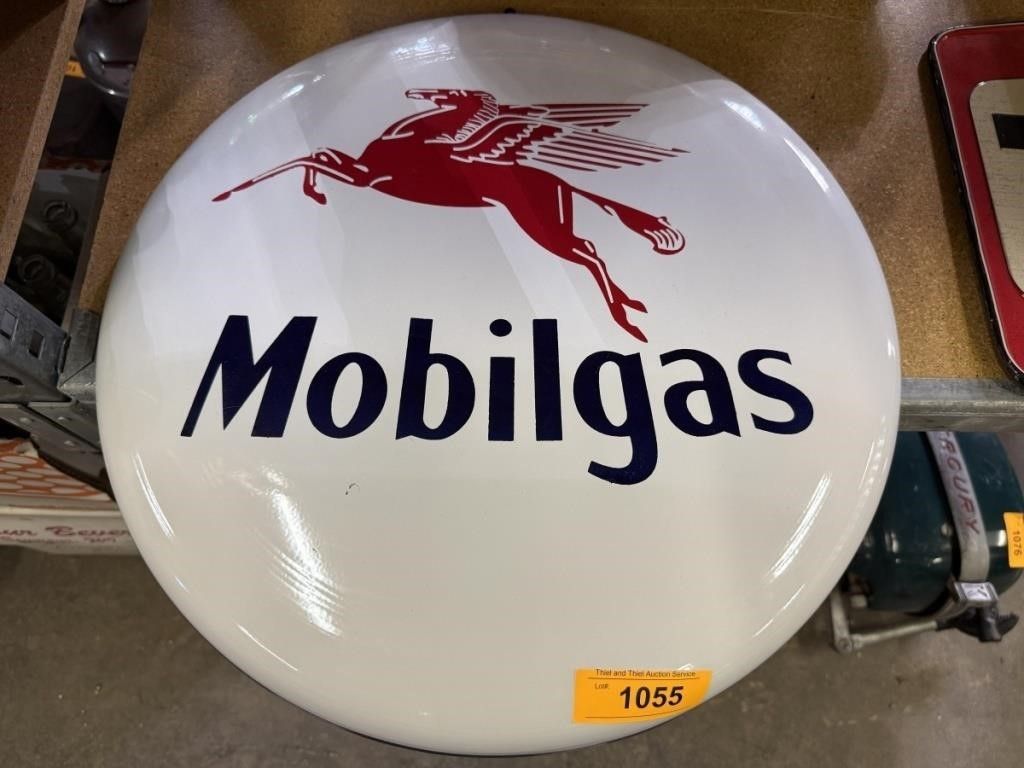 Mobilgas
Thiel and Thiel Auction Service
Lot#:
1055
1076